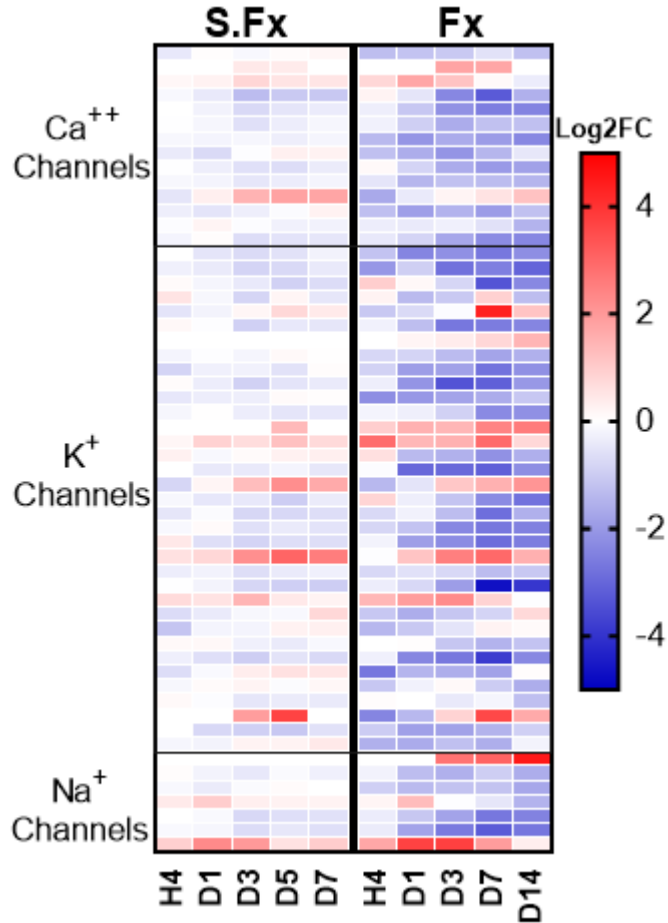 S.Fx Fx
Log2FC
Ca++
Channels
K+
Channels
Na+
Channels
4
2
0
-2
-4
H4 D1 D3 D5 D7 H4 D1 D3 D7 D14